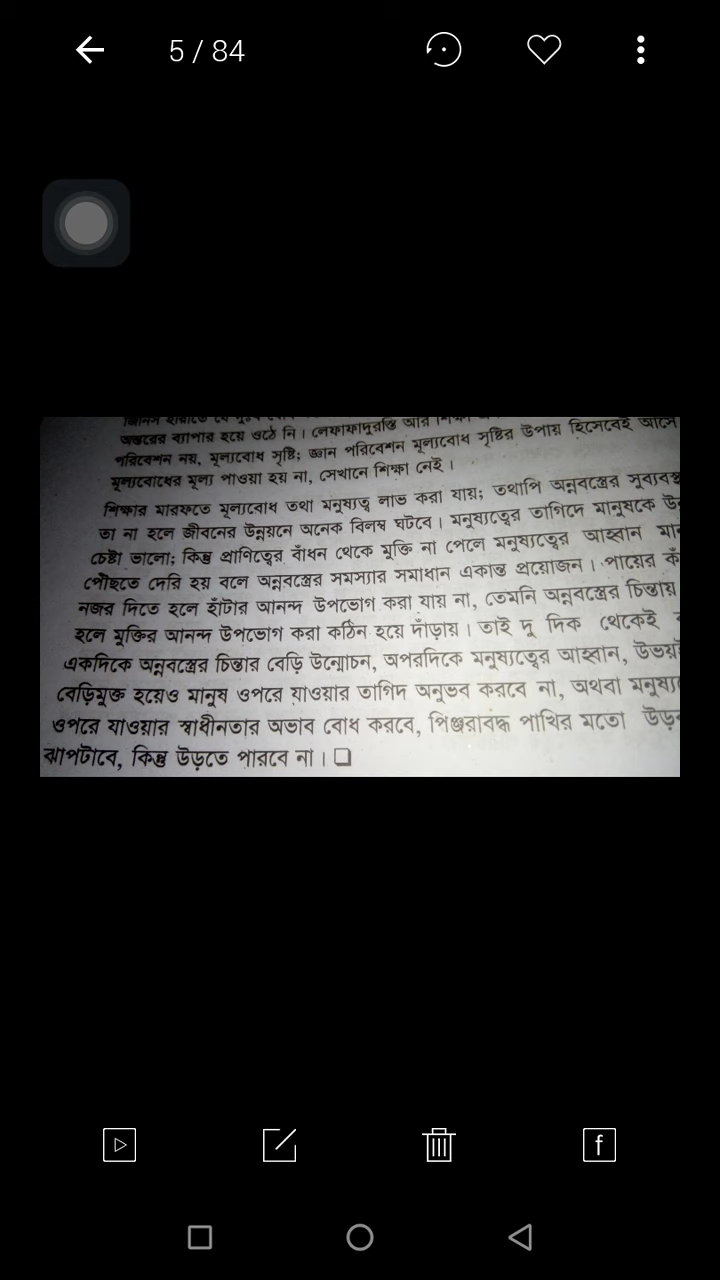 5 / 84
অন্তরের ব্যাপার হয়ে ওঠে নি। লেফাফাদুরস্তি আর
পরিবেশন নয়, মূল্যবোধ সৃষ্টি; জ্ঞান পরিবেশন মূল্যবোধ সৃষ্টির উপায় হিসেবেই আসে
মূল্যবোধের মূল্য পাওয়া হয় না, সেখানে শিক্ষা নেই।
শিক্ষার মারফতে মূল্যবোধ তথা মনুষ্যত্ব লাভ করা যায়; তথাপি অন্নবস্ত্রের
তা না হলে জীবনের উন্নয়নে অনেক বিলম্ব ঘটবে। মনুষ্যত্বের তাগিদে মানুষকে
চেষ্টা ভালো; কিন্তু প্রাণিত্বের বাঁধন থেকে মুক্তি না পেলে মনুষ্যত্বের আহ্বান
পৌঁছতে দেরি হয় বলে অন্নবস্ত্রের সমস্যার সমাধান একান্ত প্রয়োজন। পায়ের
নজর দিতে হলে হাঁটার আনন্দ উপভোগ করা যায় না, তেমনি অন্নবস্ত্রের চিন্তায়
হলে মুক্তির আনন্দ উপভোগ করা কঠিন হয়ে দাঁড়ায়। তাই দু দিক থেকেই
একদিকে অন্নবস্ত্রের চিন্তার বেড়ি উন্মোচন, অপরদিকে মনুষ্যত্বের আহ্বান,
বেড়িমুক্ত হয়েও মানুষ ওপরে যাওয়ার তাগিদ অনুভব করবে না, অথবা
ওপরে যাওয়ার স্বাধীনতার অভাব বোধ করবে, পিঞ্জরাবদ্ধ পাখির মতো
ঝাপটাবে, কিন্তু উড়তে পারবে না। ❑
f